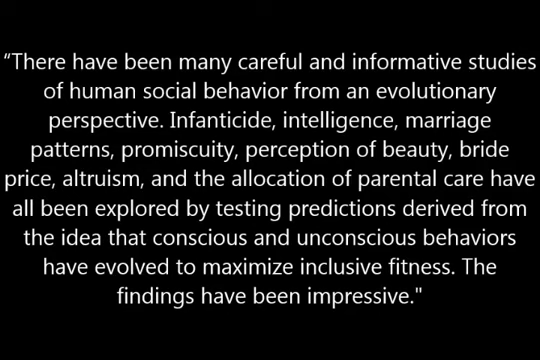 “There have been many careful and informative studies
of human social behavior from an evolutionary
perspective. Infanticide, intelligence, marriage
patterns, promiscuity, perception of beauty, bride
price, altruism, and the allocation of parental care have
all been explored by testing predictions derived from
the idea that conscious and unconscious behaviors
have evolved to maximize inclusive fitness. The
findings have been impressive."